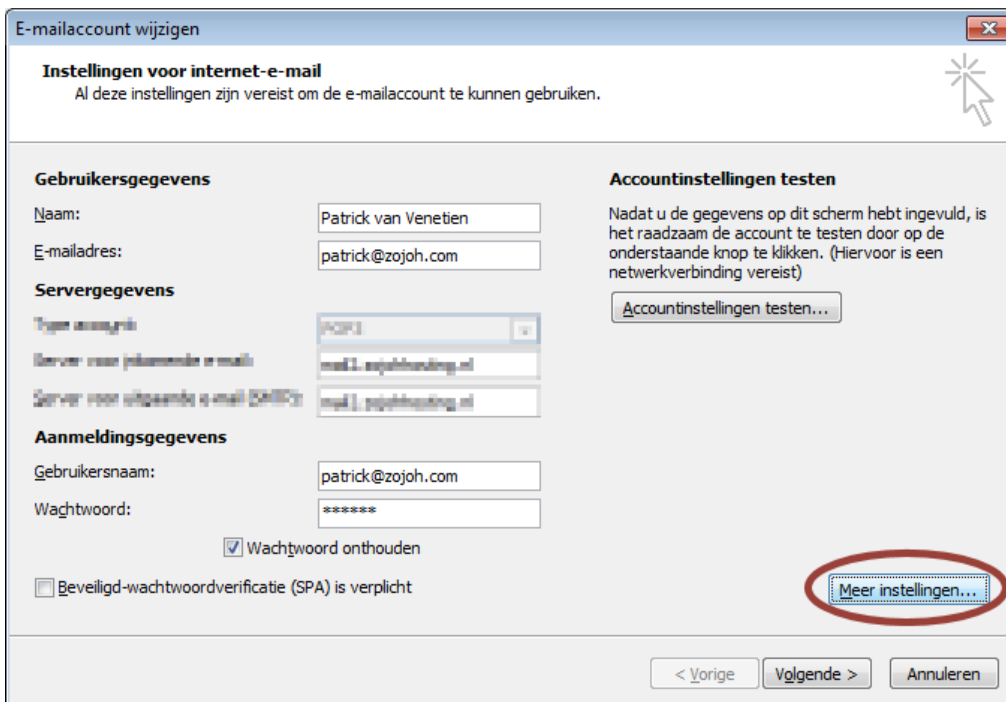 E-mailaccount wijzigen
Instellingen voor internet-e-mail
Al deze instellingen zijn vereist om de e-mailaccount te kunnen gebruiken.
Gebruikersgegevens
Naam:
Patrick van Venetien
E-mailadres:
patrick@zojoh.com
Servergegevens
Aanmeldingsgegevens
Gebruikersnaam:
patrick@zojoh.com
Wachtwoord:
******
Wachtwoord onthouden
Beveiligd-wachtwoordverificatie (SPA) is verplicht
Accountinstellingen testen
Nadat u de gegevens op dit scherm hebt ingevuld, is
het raadzaam de account te testen door op de
onderstaande knop te klikken. (Hiervoor is een
netwerkverbinding vereist)
Accountinstellingen testen...
Meer instellingen...
< Vorige
Volgende >
Annuleren